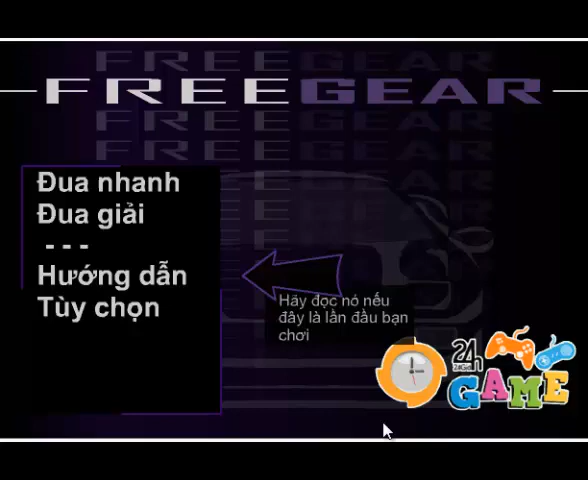 FREEGEAR
Đua nhanh
Đua giải
---
Hướng dẫn
Tùy chọn
Hãy đọc nó nếu
đây là lần đầu bạn
chơi
24h
GAME